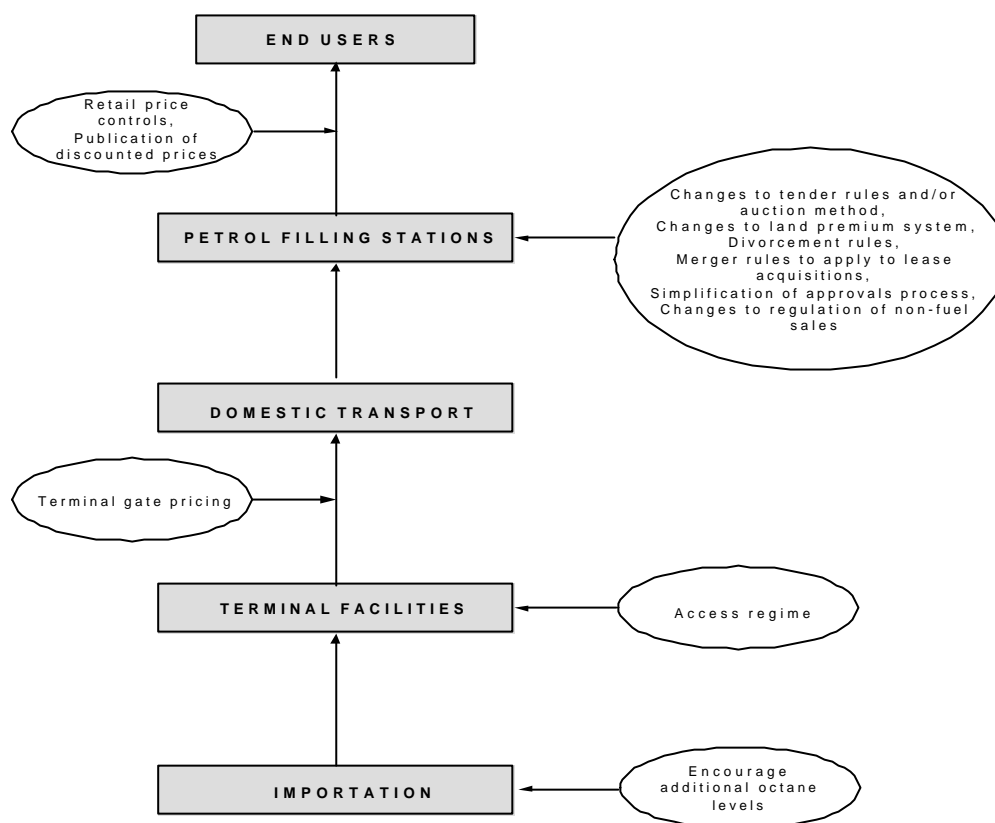 END USERS
Retail price
controls,
Publication of
discounted prices
Changes to tender rules and/or
auction method,
Changes to land premium system,
Divorcement rules,
Merger rules to apply to lease
acquisitions,
Simplification of approvals process,
Changes to regulation of non-fuel
sales
PETROL FILLING STATIONS
DOMESTIC TRANSPORT
Terminal gate pricing
TERMINAL FACILITIES
Access regime
Encourage
additional octane
levels
IMPORTATION